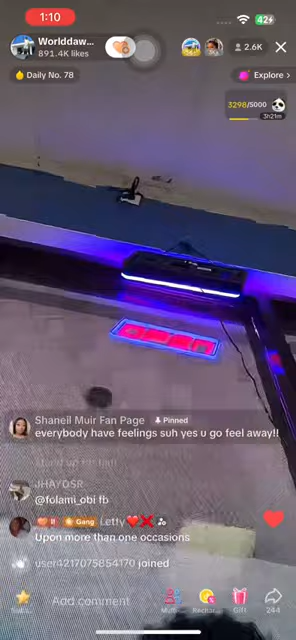 1:10
42
Worlddaw...
891.4K likes
2.6K
Daily No. 78
Explore >
3298/5000
3h21m
Shaneil Muir Fan Page
Pinned
everybody have feelings suh yes u go feel away!!
JHAYDSR
@folami_obi fb
II Gang Letty
Upon more than one occasions
user4217075854170 joined
Add comment
Gift
244